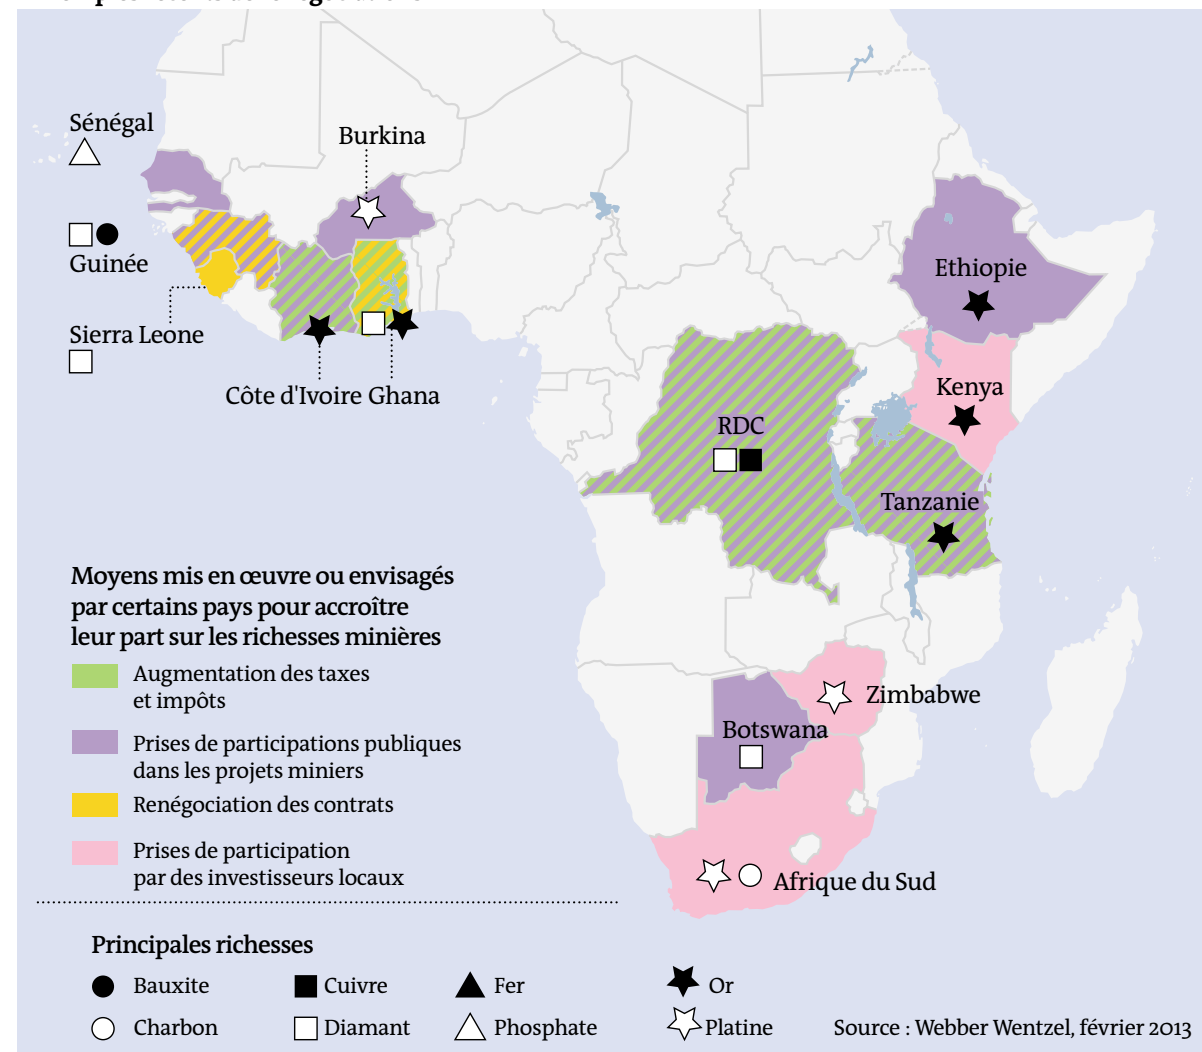 Sénégal
Burkina
Guinée
Sierra Leone
Côte d'Ivoire
Ghana
Ethiopie
Kenya
RDC
Tanzanie
Zimbabwe
Botswana
Afrique du Sud
Moyens mis en œuvre ou envisagés
par certains pays pour accroître
leur part sur les richesses minières
Augmentation des taxes
et impôts
Prises de participations publiques
dans les projets miniers
Renégociation des contrats
Prises de participation
par des investisseurs locaux
Principales richesses
Bauxite
Cuivre
Fer
Or
Charbon
Diamant
Phosphate
Platine
Source : Webber Wentzel, février 2013